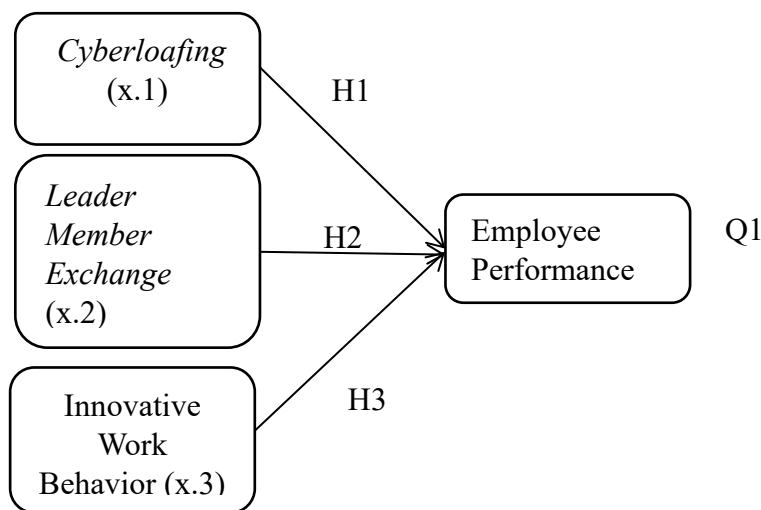 Cyberloafing
(x.1)
H1
Leader
Member
Exchange
(x.2)
H2
Employee
Performance
Q1
Innovative
Work
Behavior (x.3)
H3